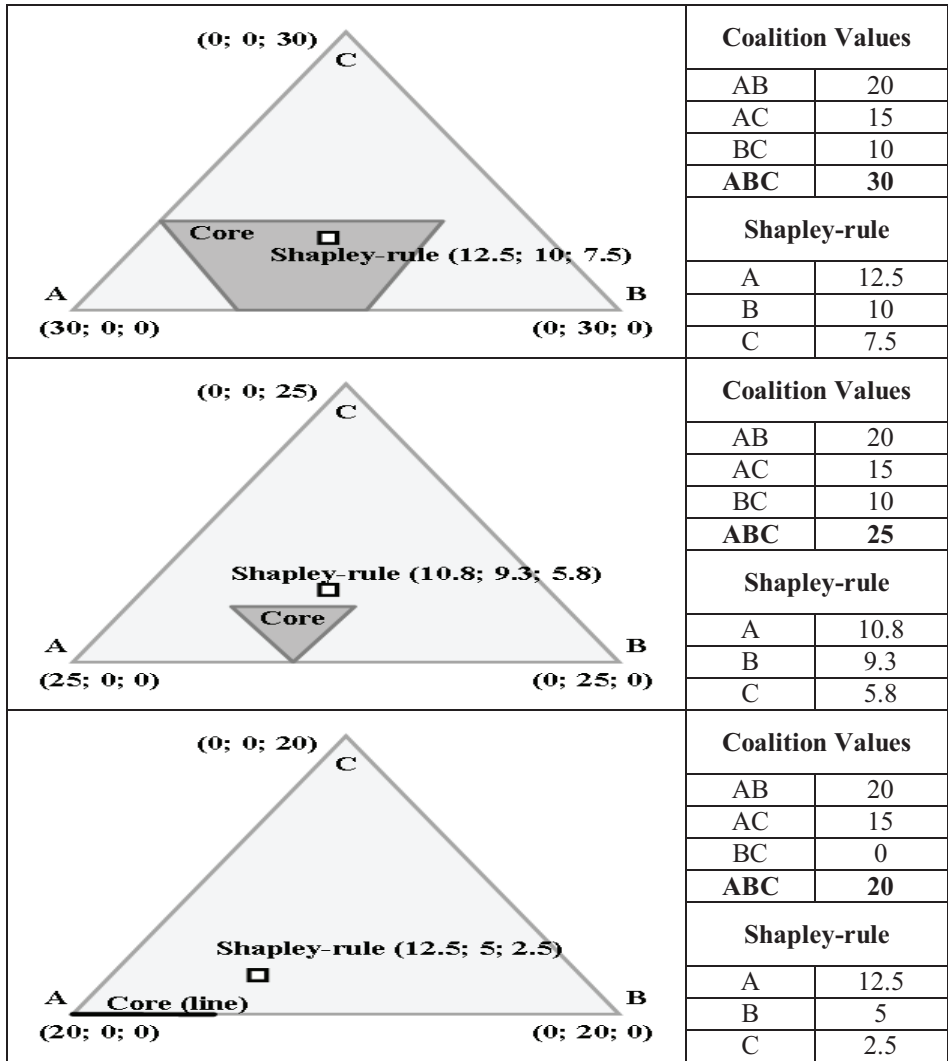 (0; 0; 30)
C
Core
Shapley-rule (12.5; 10; 7.5)
A
B
(30; 0; 0)
(0; 30; 0)
Coalition Values
AB 20
AC 15
BC 10
ABC 30
Shapley-rule
A 12.5
B 10
C 7.5
(0; 0; 25)
C
Shapley-rule (10.8; 9.3; 5.8)
Core
A
B
(25; 0; 0)
(0; 25; 0)
Coalition Values
AB 20
AC 15
BC 10
ABC 25
Shapley-rule
A 10.8
B 9.3
C 5.8
(0; 0; 20)
C
Shapley-rule (12.5; 5; 2.5)
A
Core (line)
B
(20; 0; 0)
(0; 20; 0)
Coalition Values
AB 20
AC 15
BC 0
ABC 20
Shapley-rule
A 12.5
B 5
C 2.5